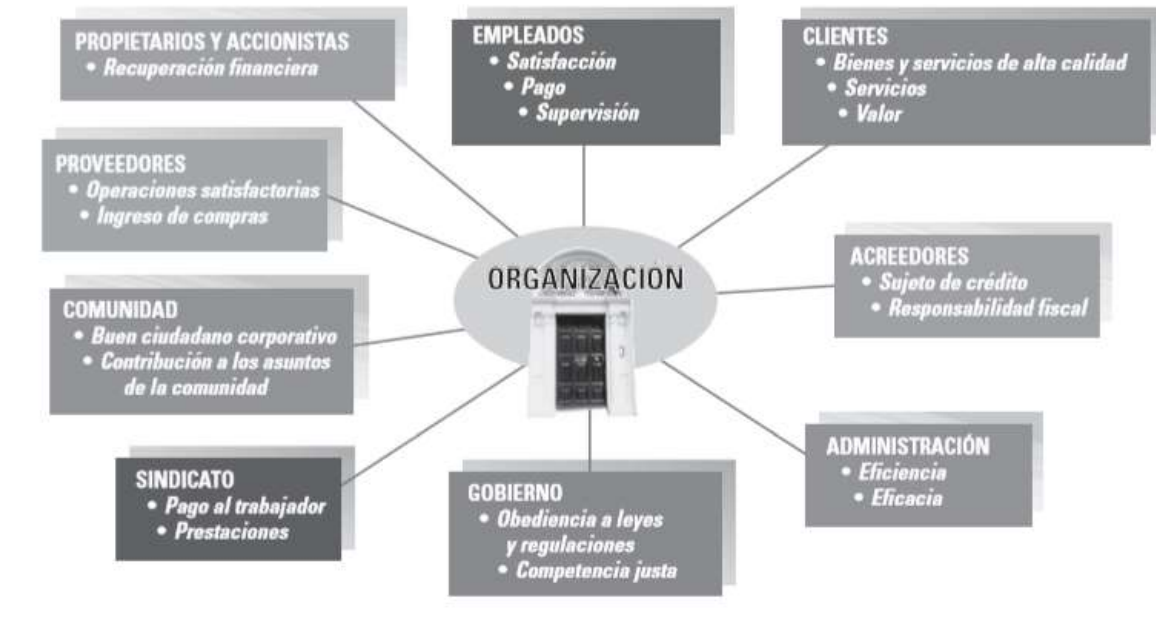 PROPIETARIOS Y ACCIONISTAS
• Recuperación financiera
EMPLEADOS
• Satisfacción
• Pago
• Supervisión
CLIENTES
• Bienes y servicios de alta calidad
• Servicios
• Valor
PROVEEDORES
• Operaciones satisfactorias
• Ingreso de compras
ORGANIZACIÓN
ACREEDORES
• Sujeto de crédito
• Responsabilidad fiscal
COMUNIDAD
• Buen ciudadano corporativo
• Contribución a los asuntos
de la comunidad
ADMINISTRACIÓN
• Eficiencia
• Eficacia
SINDICATO
• Pago al trabajador
• Prestaciones
GOBIERNO
• Obediencia a leyes
y regulaciones
• Competencia justa